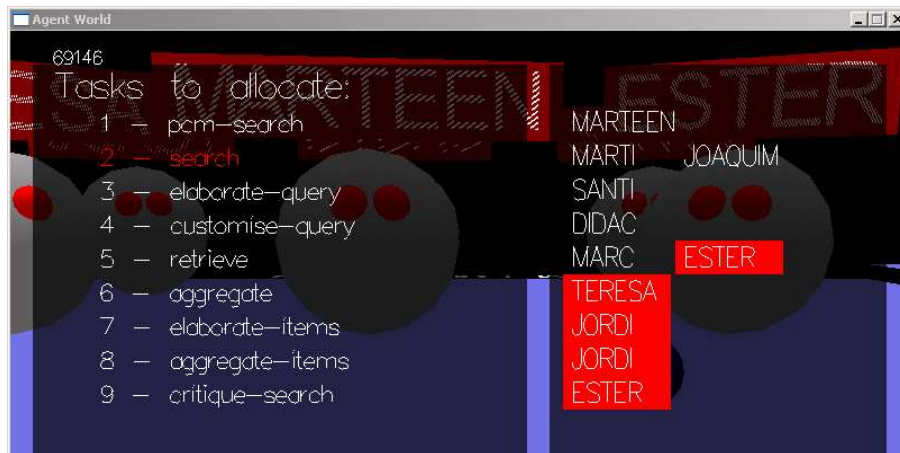 Agent World
ESA MARTEEN ESTER
69146
Tasks to allocate:
1 – pcm–search MARTEEN
2 – search MARTI JOAQUIM
3 – elaborate–query SANTI
4 – customise–query DIDAC
5 – retrieve MARC ESTER
6 – aggregate TERESA
7 – elaborate–items JORDI
8 – aggregate–items JORDI
9 – critique–search ESTER